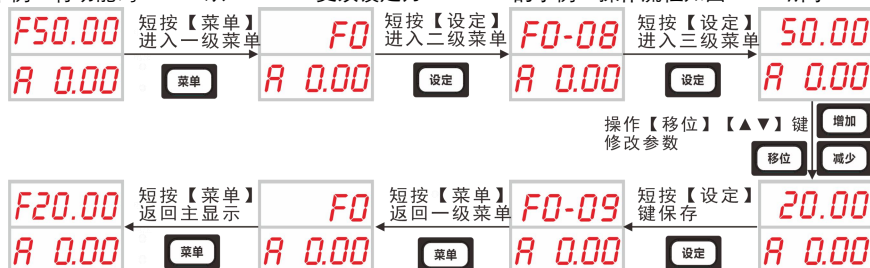 F50.00
短按【菜单】
进入一级菜单
F0
短按【设定】
进入二级菜单
F0-08
短按【设定】
进入三级菜单
50.00
A 0.00
菜单
A 0.00
设定
A 0.00
设定
A 0.00
操作【移位】【▲▼】键
修改参数
增加
移位
减少
F20.00
短按【菜单】
返回主显示
F0
短按【菜单】
返回一级菜单
F0-09
短按【设定】
键保存
20.00
A 0.00
菜单
A 0.00
菜单
A 0.00
设定
A 0.00